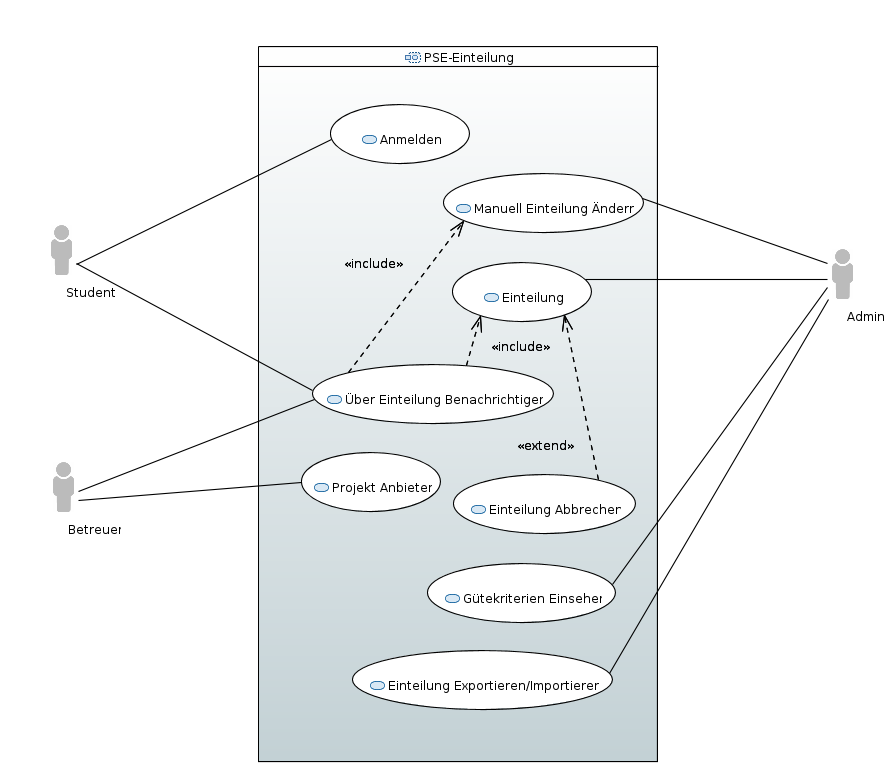 PSE-Einteilung
Anmelden
Manuell Einteilung Änderr
«include»
Student
Einteilung
Admin
«include»
Über Einteilung Benachrichtiger
«extend»
Projekt Anbieter
Einteilung Abbrecher
Betreuer
Gütekriterien Einseher
Einteilung Exportieren/Importierer